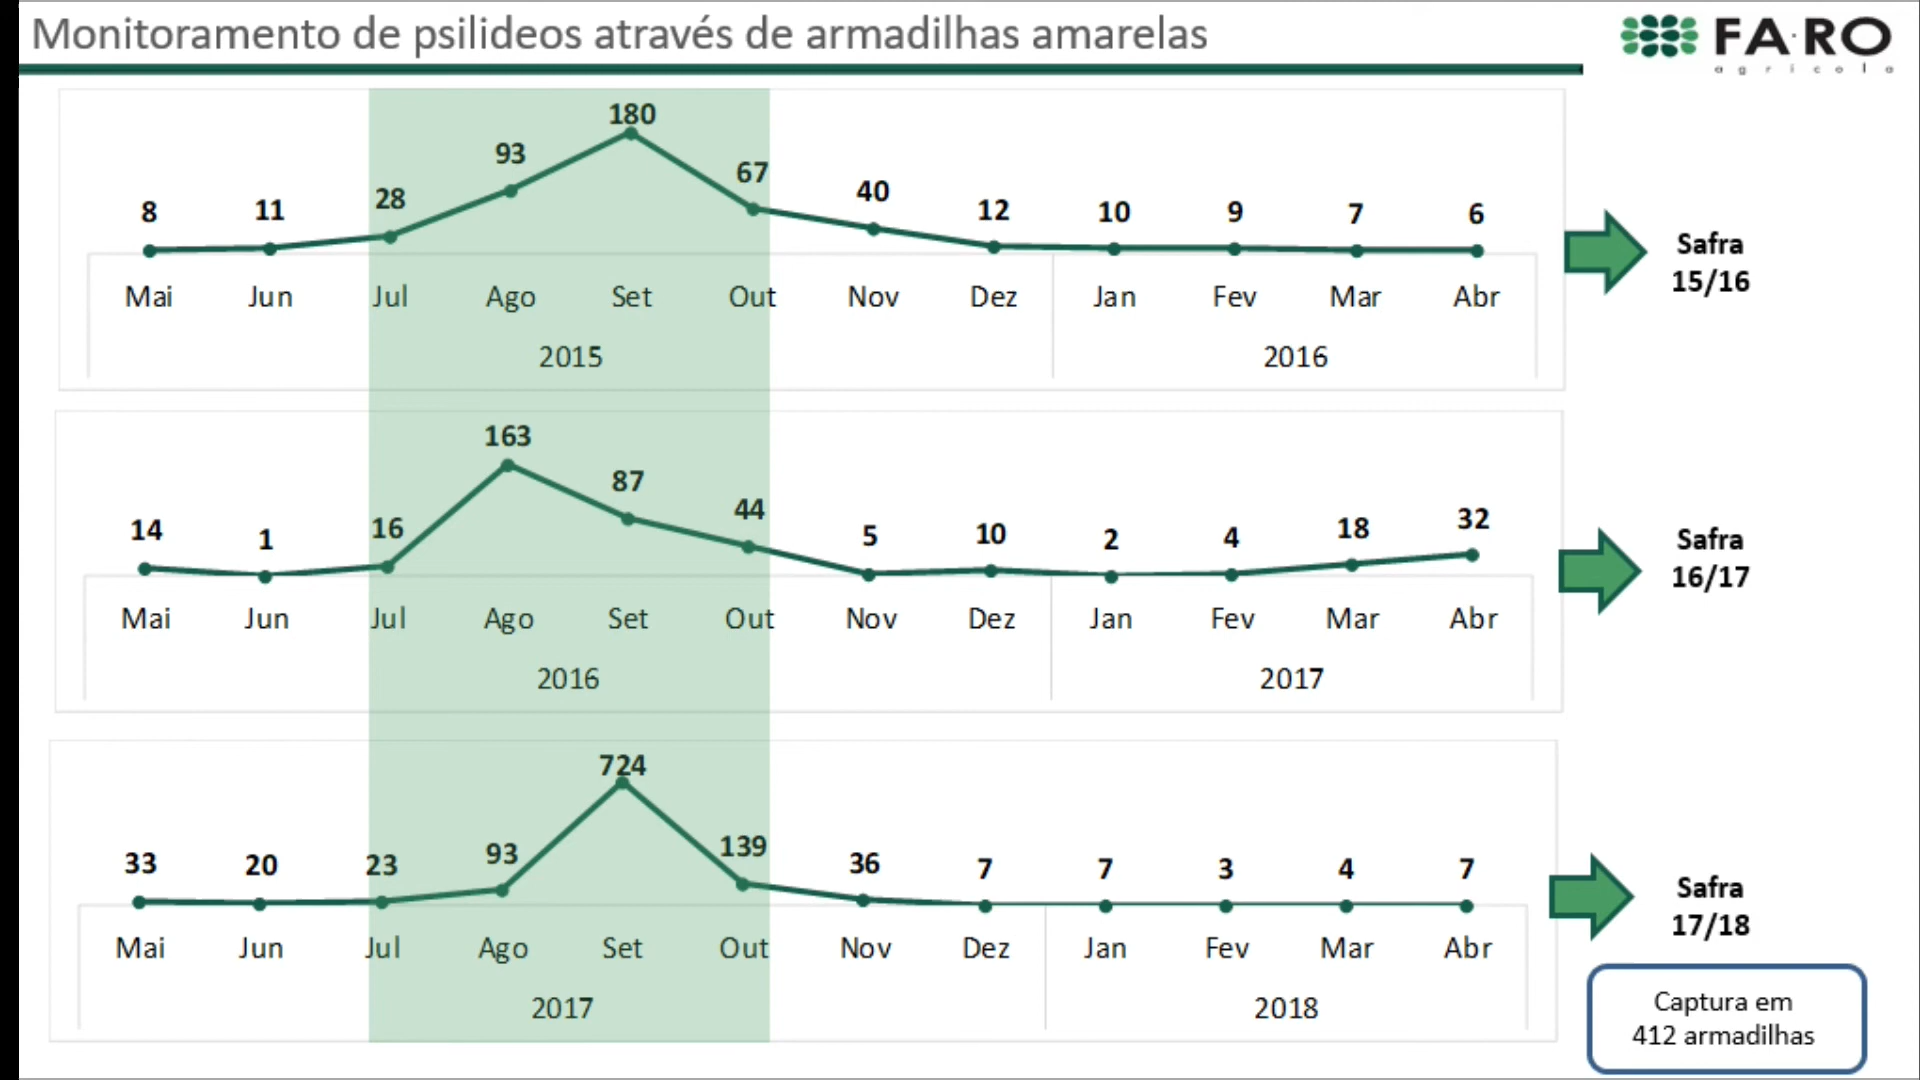 Monitoramento de psilideos através de armadilhas amarelas
FA·RO
agrícola
8 11 28 93 180 67 40 12 10 9 7 6
Mai Jun Jul Ago Set Out Nov Dez Jan Fev Mar Abr
2015 2016
Safra
15/16
14 1 16 163 87 44 5 10 2 4 18 32
Mai Jun Jul Ago Set Out Nov Dez Jan Fev Mar Abr
2016 2017
Safra
16/17
33 20 23 93 724 139 36 7 7 3 4 7
Mai Jun Jul Ago Set Out Nov Dez Jan Fev Mar Abr
2017 2018
Safra
17/18
Captura em
412 armadilhas